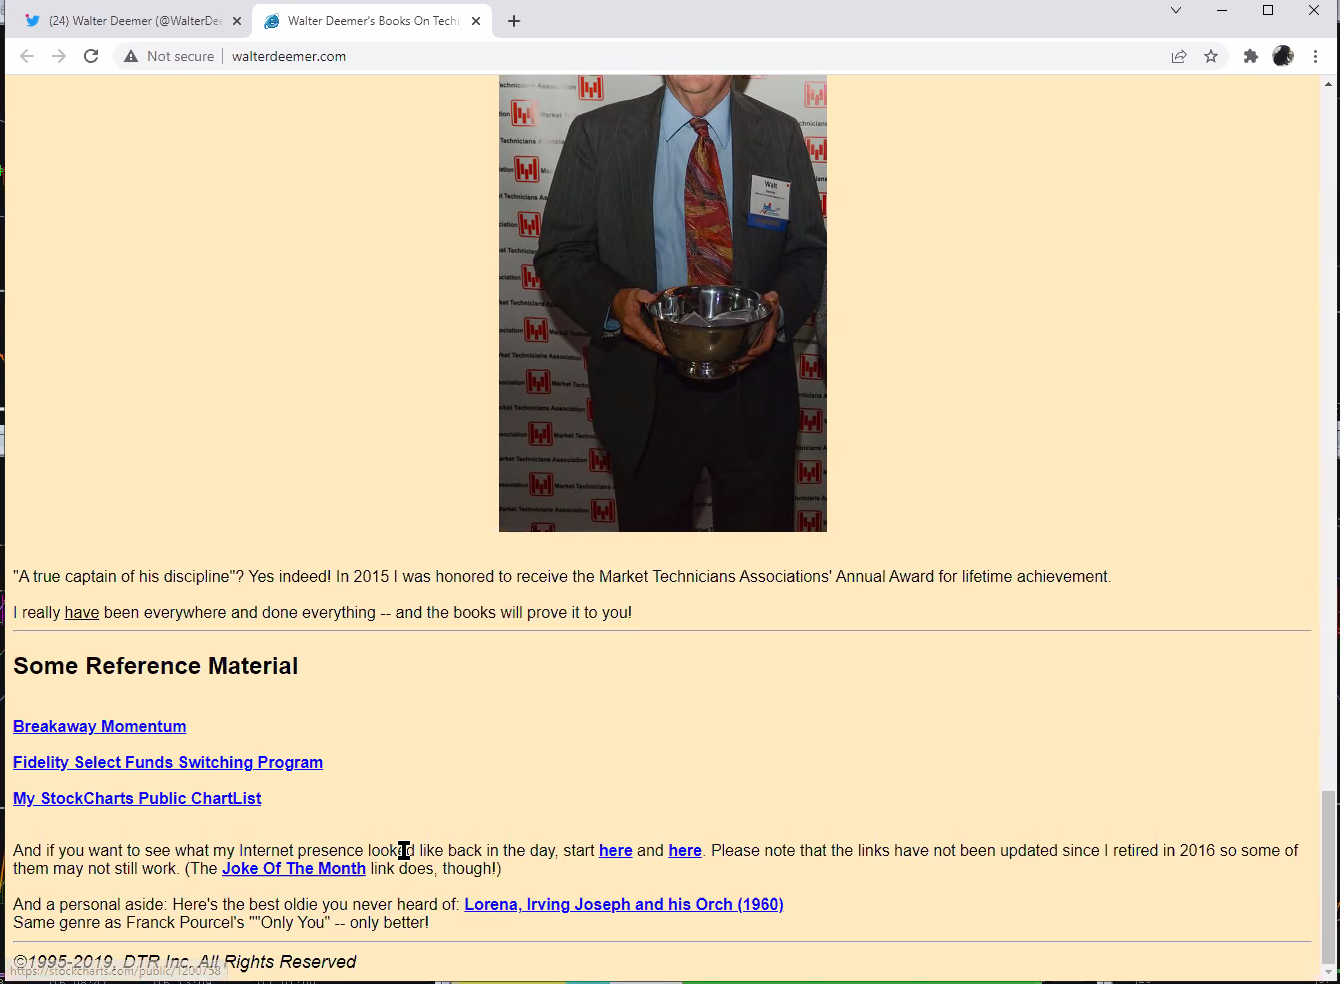 (24) Walter Deemer (@WalterDee
Walter Deemer's Books On Techn
Not secure
walterdeemer.com
Technicians A
Market Technicians Association
Walt
"A true captain of his discipline"? Yes indeed! In 2015 I was honored to receive the Market Technicians Associations' Annual Award for lifetime achievement.
I really have been everywhere and done everything -- and the books will prove it to you!
Some Reference Material
Breakaway Momentum
Fidelity Select Funds Switching Program
My StockCharts Public ChartList
And if you want to see what my Internet presence looked like back in the day, start here and here. Please note that the links have not been updated since I retired in 2016 so some of
them may not still work. (The Joke Of The Month link does, though!)
And a personal aside: Here's the best oldie you never heard of: Lorena, Irving Joseph and his Orch (1960)
Same genre as Franck Pourcel's ""Only You" -- only better!
©1995-2019, DTR Inc. All Rights Reserved
https://stockcharts.com/public/1200758